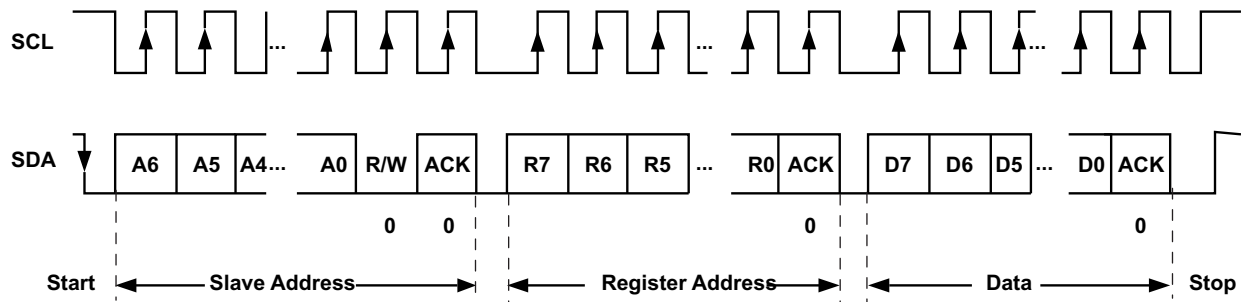 SCL ... ... ...
SDA A6 A5 A4... A0 R/W ACK R7 R6 R5 ... R0 ACK D7 D6 D5 ... D0 ACK
0 0 0 0
Start Slave Address Register Address Data Stop